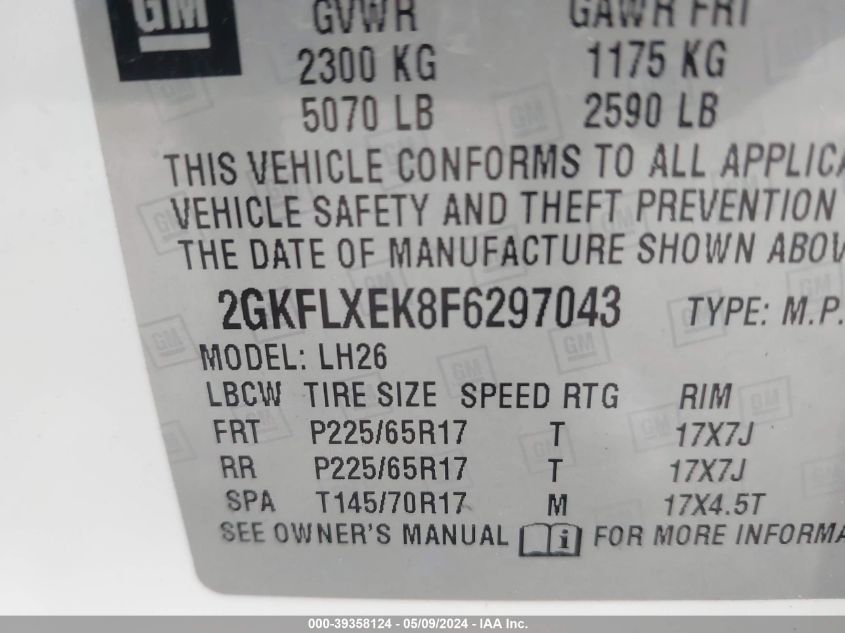 GM
GVWR GAWR FRT
2300 KG 1175 KG
5070 LB 2590 LB
THIS VEHICLE CONFORMS TO ALL
VEHICLE SAFETY AND THEFT PREVENTION
THE DATE OF MANUFACTURE SHOWN
2GKFLXEK8F6297043 TYPE: M.P.
MODEL: LH26
LBCW TIRE SIZE SPEED RTG RIM
FRT P225/65R17 T 17X7J
RR P225/65R17 T 17X7J
SPA T145/70R17 M 17X4.5T
SEE OWNER'S MANUAL i FOR MORE
000-39358124 - 05/09/2024 - IAA Inc.